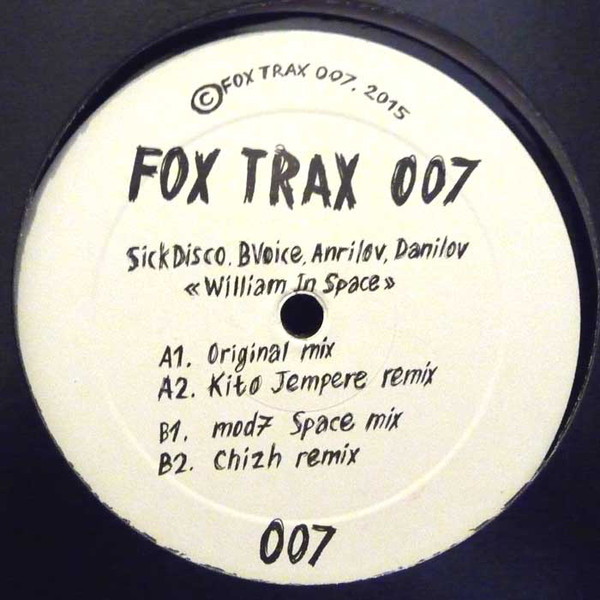 © FOX TRAX 007. 2015
FOX TRAX 007
SickDisco. BVoice, Anrilov, Danilov
«William In Space»
A1. Original mix
A2. Kito Jempere remix
B1. mod7 Space mix
B2. Chizh remix
007